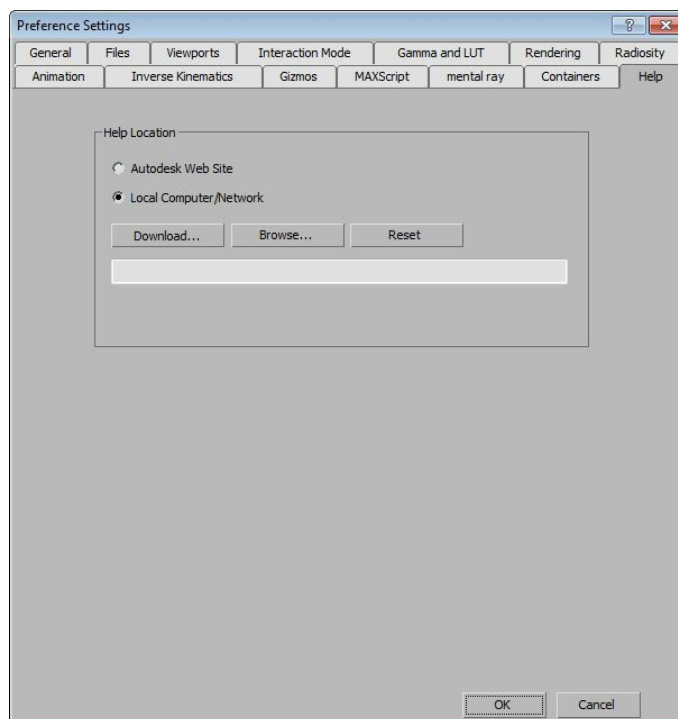 Preference Settings
General Files Viewports Interaction Mode Gamma and LUT Rendering Radiosity
Animation Inverse Kinematics Gizmos MAXScript mental ray Containers Help
Help Location
Autodesk Web Site
Local Computer/Network
Download... Browse... Reset
OK Cancel